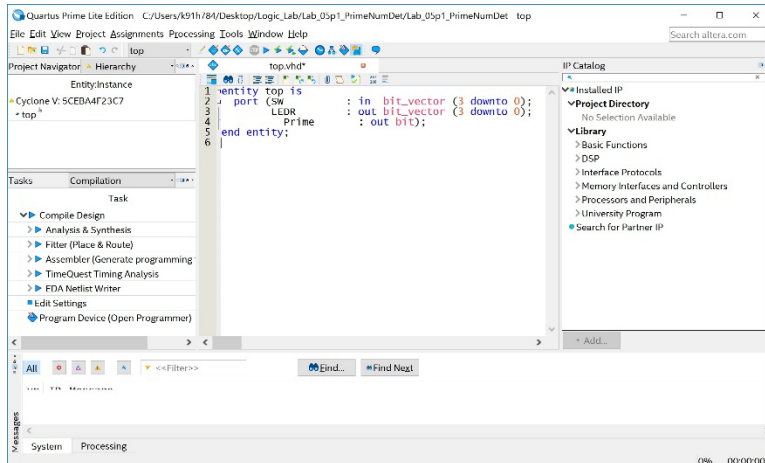 Quartus Prime Lite Edition C:/Users/k91h784/Desktop/Logic_Lab/Lab_05p1_PrimeNumDet/Lab_05p1_PrimeNumDet top
File Edit View Project Assignments Processing Tools Window Help
Search altera.com
top
Project Navigator Hierarchy
Entity:Instance
Cyclone V: 5CEBA4F23C7
top
Tasks Compilation
Task
Compile Design
Analysis & Synthesis
Fitter (Place & Route)
Assembler (Generate programming
TimeQuest Timing Analysis
EDA Netlist Writer
Edit Settings
Program Device (Open Programmer)
top.vhd*
1 entity top is
2 port (SW : in bit_vector (3 downto 0);
3 LEDR : out bit_vector (3 downto 0);
4 Prime : out bit);
5 end entity;
6
IP Catalog
Installed IP
Project Directory
No Selection Available
Library
Basic Functions
DSP
Interface Protocols
Memory Interfaces and Controllers
Processors and Peripherals
University Program
Search for Partner IP
+ Add...
All <<Filter>> Find... Find Next
Messages
System Processing
0% 00:00:00